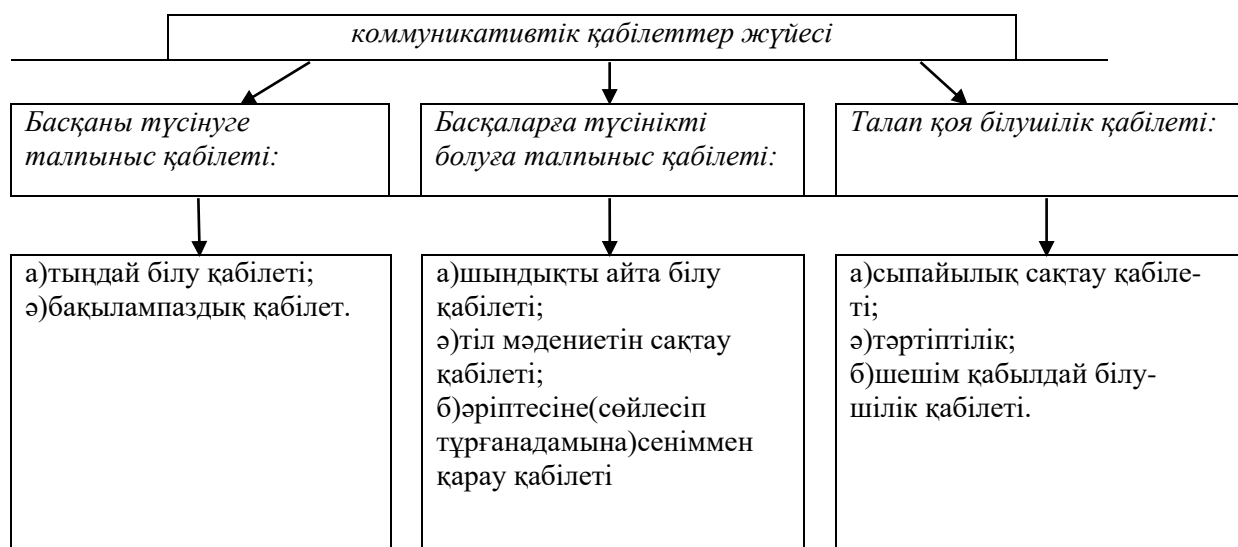 коммуникативтік қабілеттер жүйесі
Басқаны түсінуге
талпыныс қабілеті:
Басқаларға түсінікті
болуға талпыныс қабілеті:
Талап қоя білушілік қабілеті:
а)тыңдай білу қабілеті;
ә)бақылампаздық қабілет.
а)шындықты айта білу
қабілеті;
ә)тіл мәдениетін сақтау
қабілеті;
б)әріптесіне(сөйлесіп
тұрғанадамына)сеніммен
қарау қабілеті
а)сыпайылық сақтау қабіле-
ті;
ә)тәртіптілік;
б)шешім қабылдай білу-
шілік қабілеті.